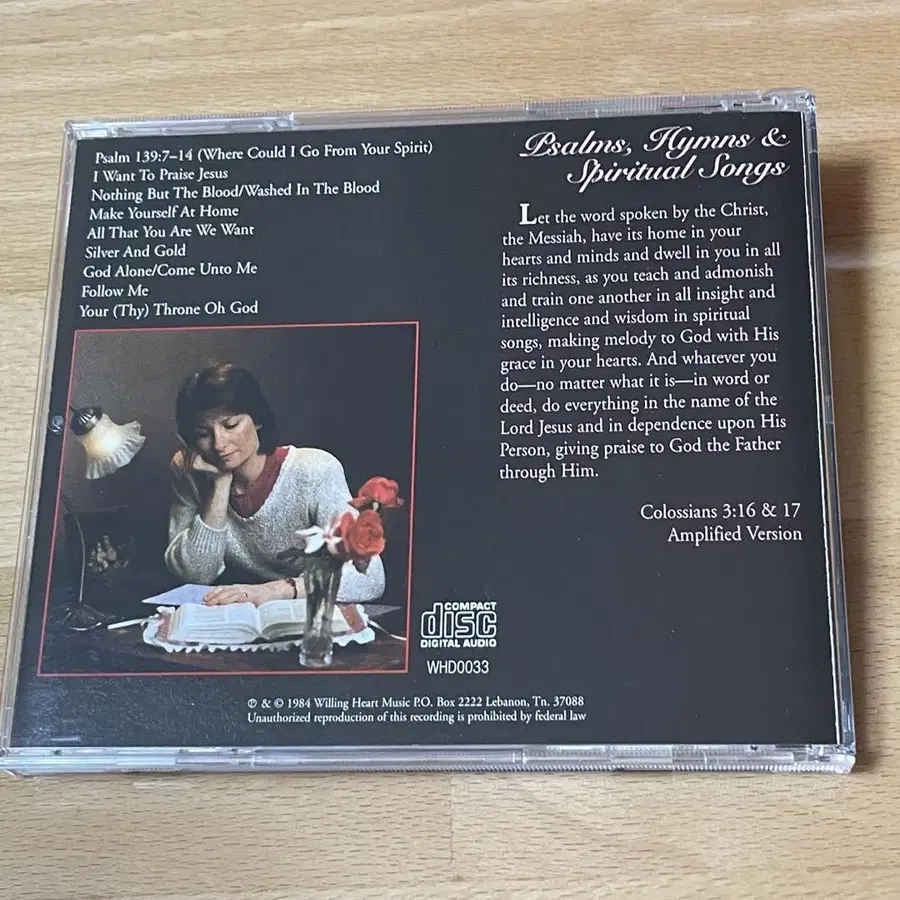 Psalm 139:7–14 (Where Could I Go From Your Spirit)
I Want To Praise Jesus
Nothing But The Blood/Washed In The Blood
Make Yourself At Home
All That You Are We Want
Silver And Gold
God Alone/Come Unto Me
Follow Me
Your (Thy) Throne Oh God
Psalms, Hymns &
Spiritual Songs
Let the word spoken by the Christ,
the Messiah, have its home in your
hearts and minds and dwell in you in all
its richness, as you teach and admonish
and train one another in all insight and
intelligence and wisdom in spiritual
songs, making melody to God with His
grace in your hearts. And whatever you
do—no matter what it is—in word or
deed, do everything in the name of the
Lord Jesus and in dependence upon His
Person, giving praise to God the Father
through Him.
Colossians 3:16 & 17
Amplified Version
COMPACT
disc
DIGITAL AUDIO
WHD0033
℗ & © 1984 Willing Heart Music P.O. Box 2222 Lebanon, Tn. 37088
Unauthorized reproduction of this recording is prohibited by federal law